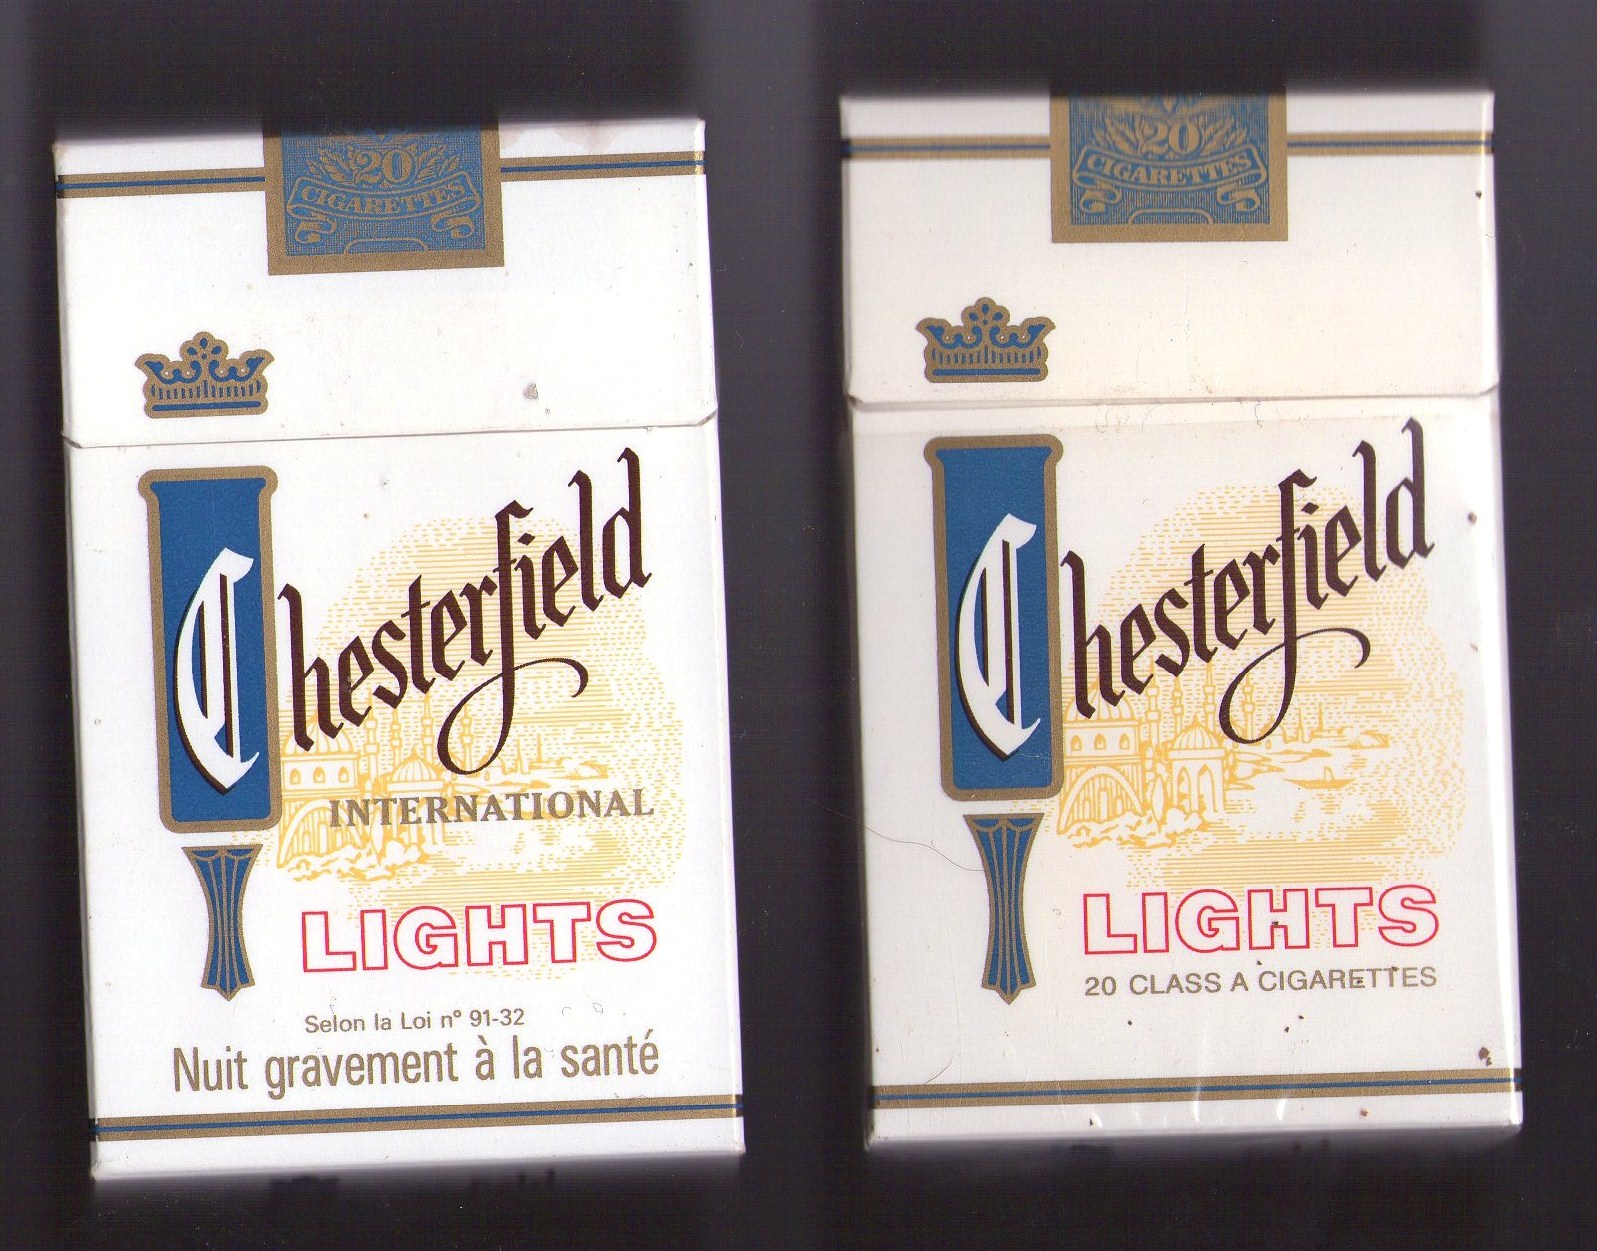 20
CIGARETTES
Chesterfield
INTERNATIONAL
LIGHTS
Selon la Loi nº 91-32
Nuit gravement à la santé
20
CIGARETTES
Chesterfield
LIGHTS
20 CLASS A CIGARETTES